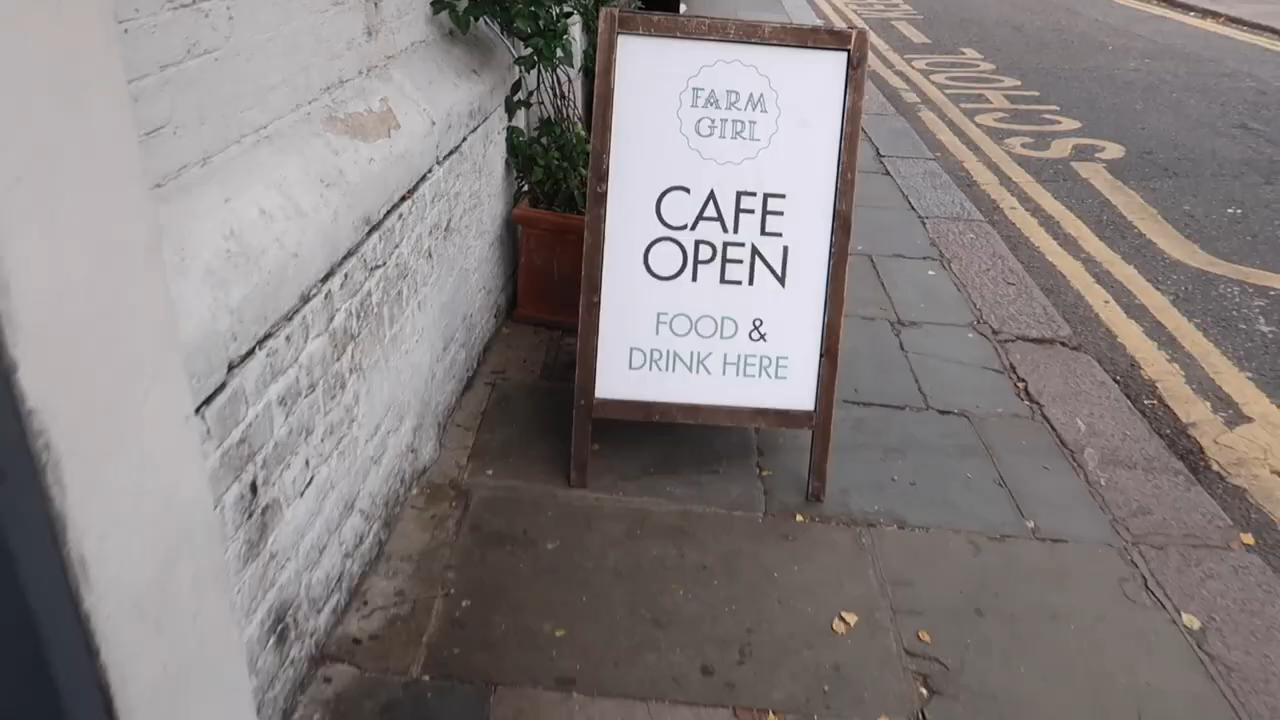 FARM
GIRL
CAFE
OPEN
FOOD &
DRINK HERE
SCHOOL